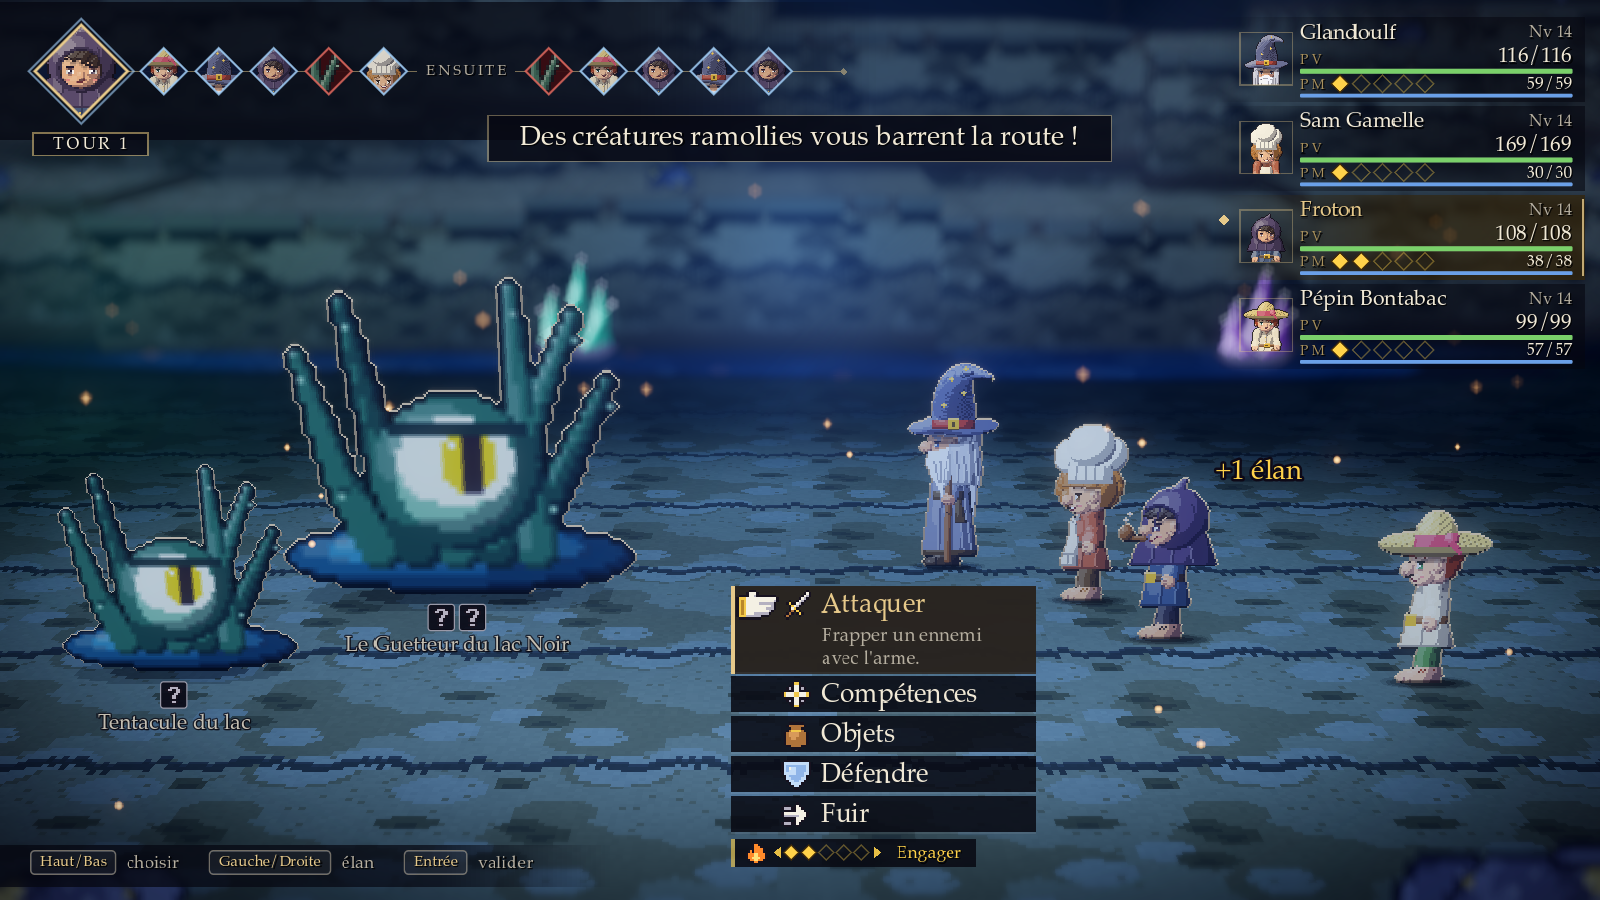 TOUR 1
ENSUITE
Des créatures ramollies vous barrent la route !
Glandoulf Nv 14
PV 116/116
PM 59/59
Sam Gamelle Nv 14
PV 169/169
PM 30/30
Froton Nv 14
PV 108/108
PM 38/38
Pépin Bontabac Nv 14
PV 99/99
PM 57/57
+1 élan
? ?
Le Guetteur du lac Noir
?
Tentacule du lac
Attaquer
Frapper un ennemi
avec l'arme.
Compétences
Objets
Défendre
Fuir
Engager
Haut/Bas choisir Gauche/Droite élan Entrée valider